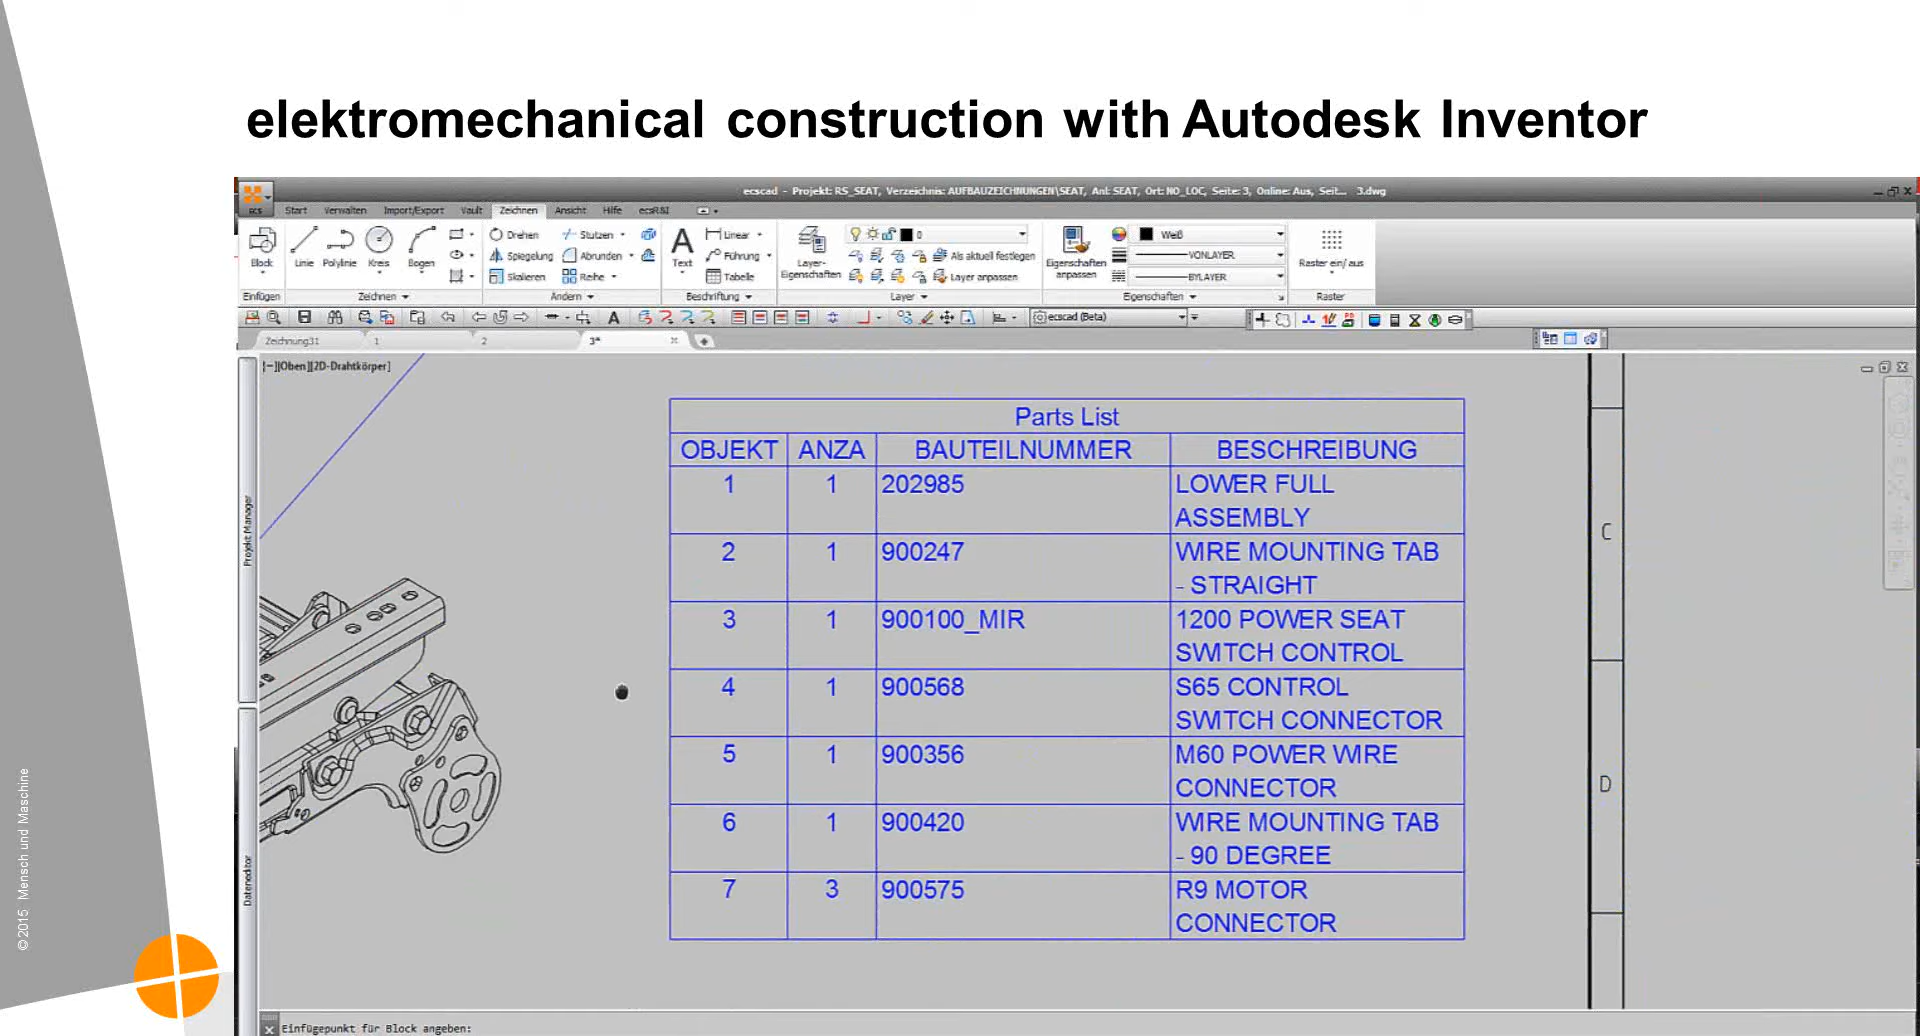 elektromechanical construction with Autodesk Inventor
ecscad - Projekt: RS_SEAT, Verzeichnis: AUFBAUZEICHNUNGEN\SEAT, Anl: SEAT, Ort: NO_LOC, Seite: 3, Online: Aus, Seit... 3.dwg
ECS Start Verwalten Import/Export Vault Zeichnen Ansicht Hilfe ecsR&I
Block Linie Polylinie Kreis Bogen
Drehen Stutzen
Spiegelung Abrunden
Skalieren Reihe
Text Linear
Führung
Tabelle
Layer-
Eigenschaften
0
Als aktuell festlegen
Layer anpassen
Eigenschaften
anpassen
Weiß
VONLAYER
BYLAYER
Raster ein/ aus
Einfügen Zeichnen Ändern Beschriftung Layer Eigenschaften Raster
A ecscad (Beta)
Zeichnung31 1 2 3*
[−][Oben][2D-Drahtkörper]
Projekt Manager
Dateneditor
Parts List
OBJEKT ANZA BAUTEILNUMMER BESCHREIBUNG
1 1 202985 LOWER FULL
ASSEMBLY
2 1 900247 WIRE MOUNTING TAB
- STRAIGHT
3 1 900100_MIR 1200 POWER SEAT
SWITCH CONTROL
4 1 900568 S65 CONTROL
SWITCH CONNECTOR
5 1 900356 M60 POWER WIRE
CONNECTOR
6 1 900420 WIRE MOUNTING TAB
- 90 DEGREE
7 3 900575 R9 MOTOR
CONNECTOR
C
D
Einfügepunkt für Block angeben:
©2015 Mensch und Maschine